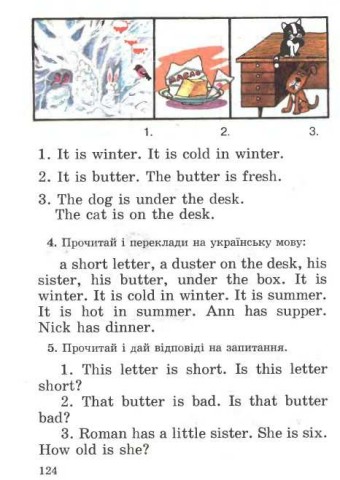 МАСЛО
1. 2. 3.
1. It is winter. It is cold in winter.
2. It is butter. The butter is fresh.
3. The dog is under the desk.
The cat is on the desk.
4. Прочитай і переклади на українську мову:
a short letter, a duster on the desk, his
sister, his butter, under the box. It is
winter. It is cold in winter. It is summer.
It is hot in summer. Ann has supper.
Nick has dinner.
5. Прочитай і дай відповіді на запитання.
1. This letter is short. Is this letter
short?
2. That butter is bad. Is that butter
bad?
3. Roman has a little sister. She is six.
How old is she?
124